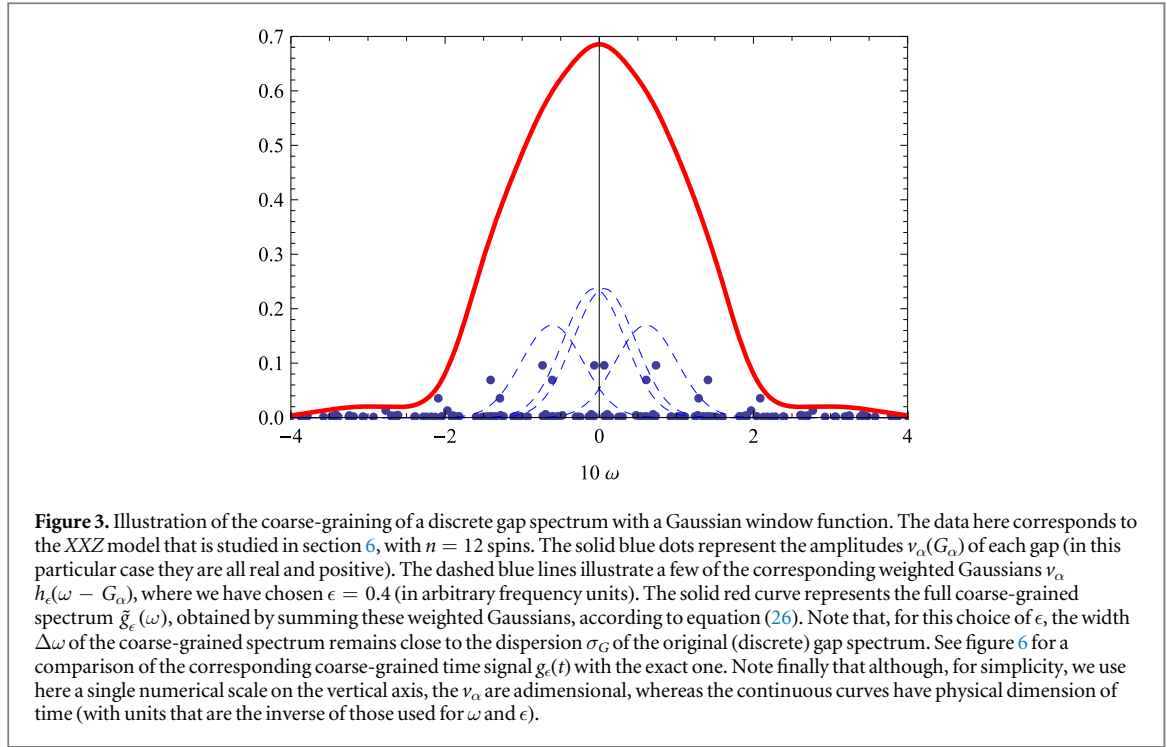 0.7
0.6
0.5
0.4
0.3
0.2
0.1
0.0
−4 −2 0 2 4
10 ω
Figure 3. Illustration of the coarse-graining of a discrete gap spectrum with a Gaussian window function. The data here corresponds to
the XXZ model that is studied in section 6, with n = 12 spins. The solid blue dots represent the amplitudes να(Gα) of each gap (in this
particular case they are all real and positive). The dashed blue lines illustrate a few of the corresponding weighted Gaussians να
hϵ(ω − Gα), where we have chosen ϵ = 0.4 (in arbitrary frequency units). The solid red curve represents the full coarse-grained
spectrum g̃ϵ(ω), obtained by summing these weighted Gaussians, according to equation (26). Note that, for this choice of ϵ, the width
Δω of the coarse-grained spectrum remains close to the dispersion σG of the original (discrete) gap spectrum. See figure 6 for a
comparison of the corresponding coarse-grained time signal gϵ(t) with the exact one. Note finally that although, for simplicity, we use
here a single numerical scale on the vertical axis, the να are adimensional, whereas the continuous curves have physical dimension of
time (with units that are the inverse of those used for ω and ϵ).